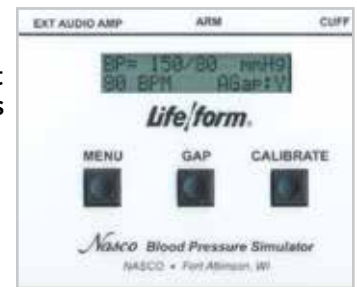 EXT AUDIO AMP ARM CUFF
BP= 150/80 mmHg
80 BPM AGap:Y
Life/form®
MENU GAP CALIBRATE
Nasco Blood Pressure Simulator
NASCO • Fort Atkinson, WI
t
s